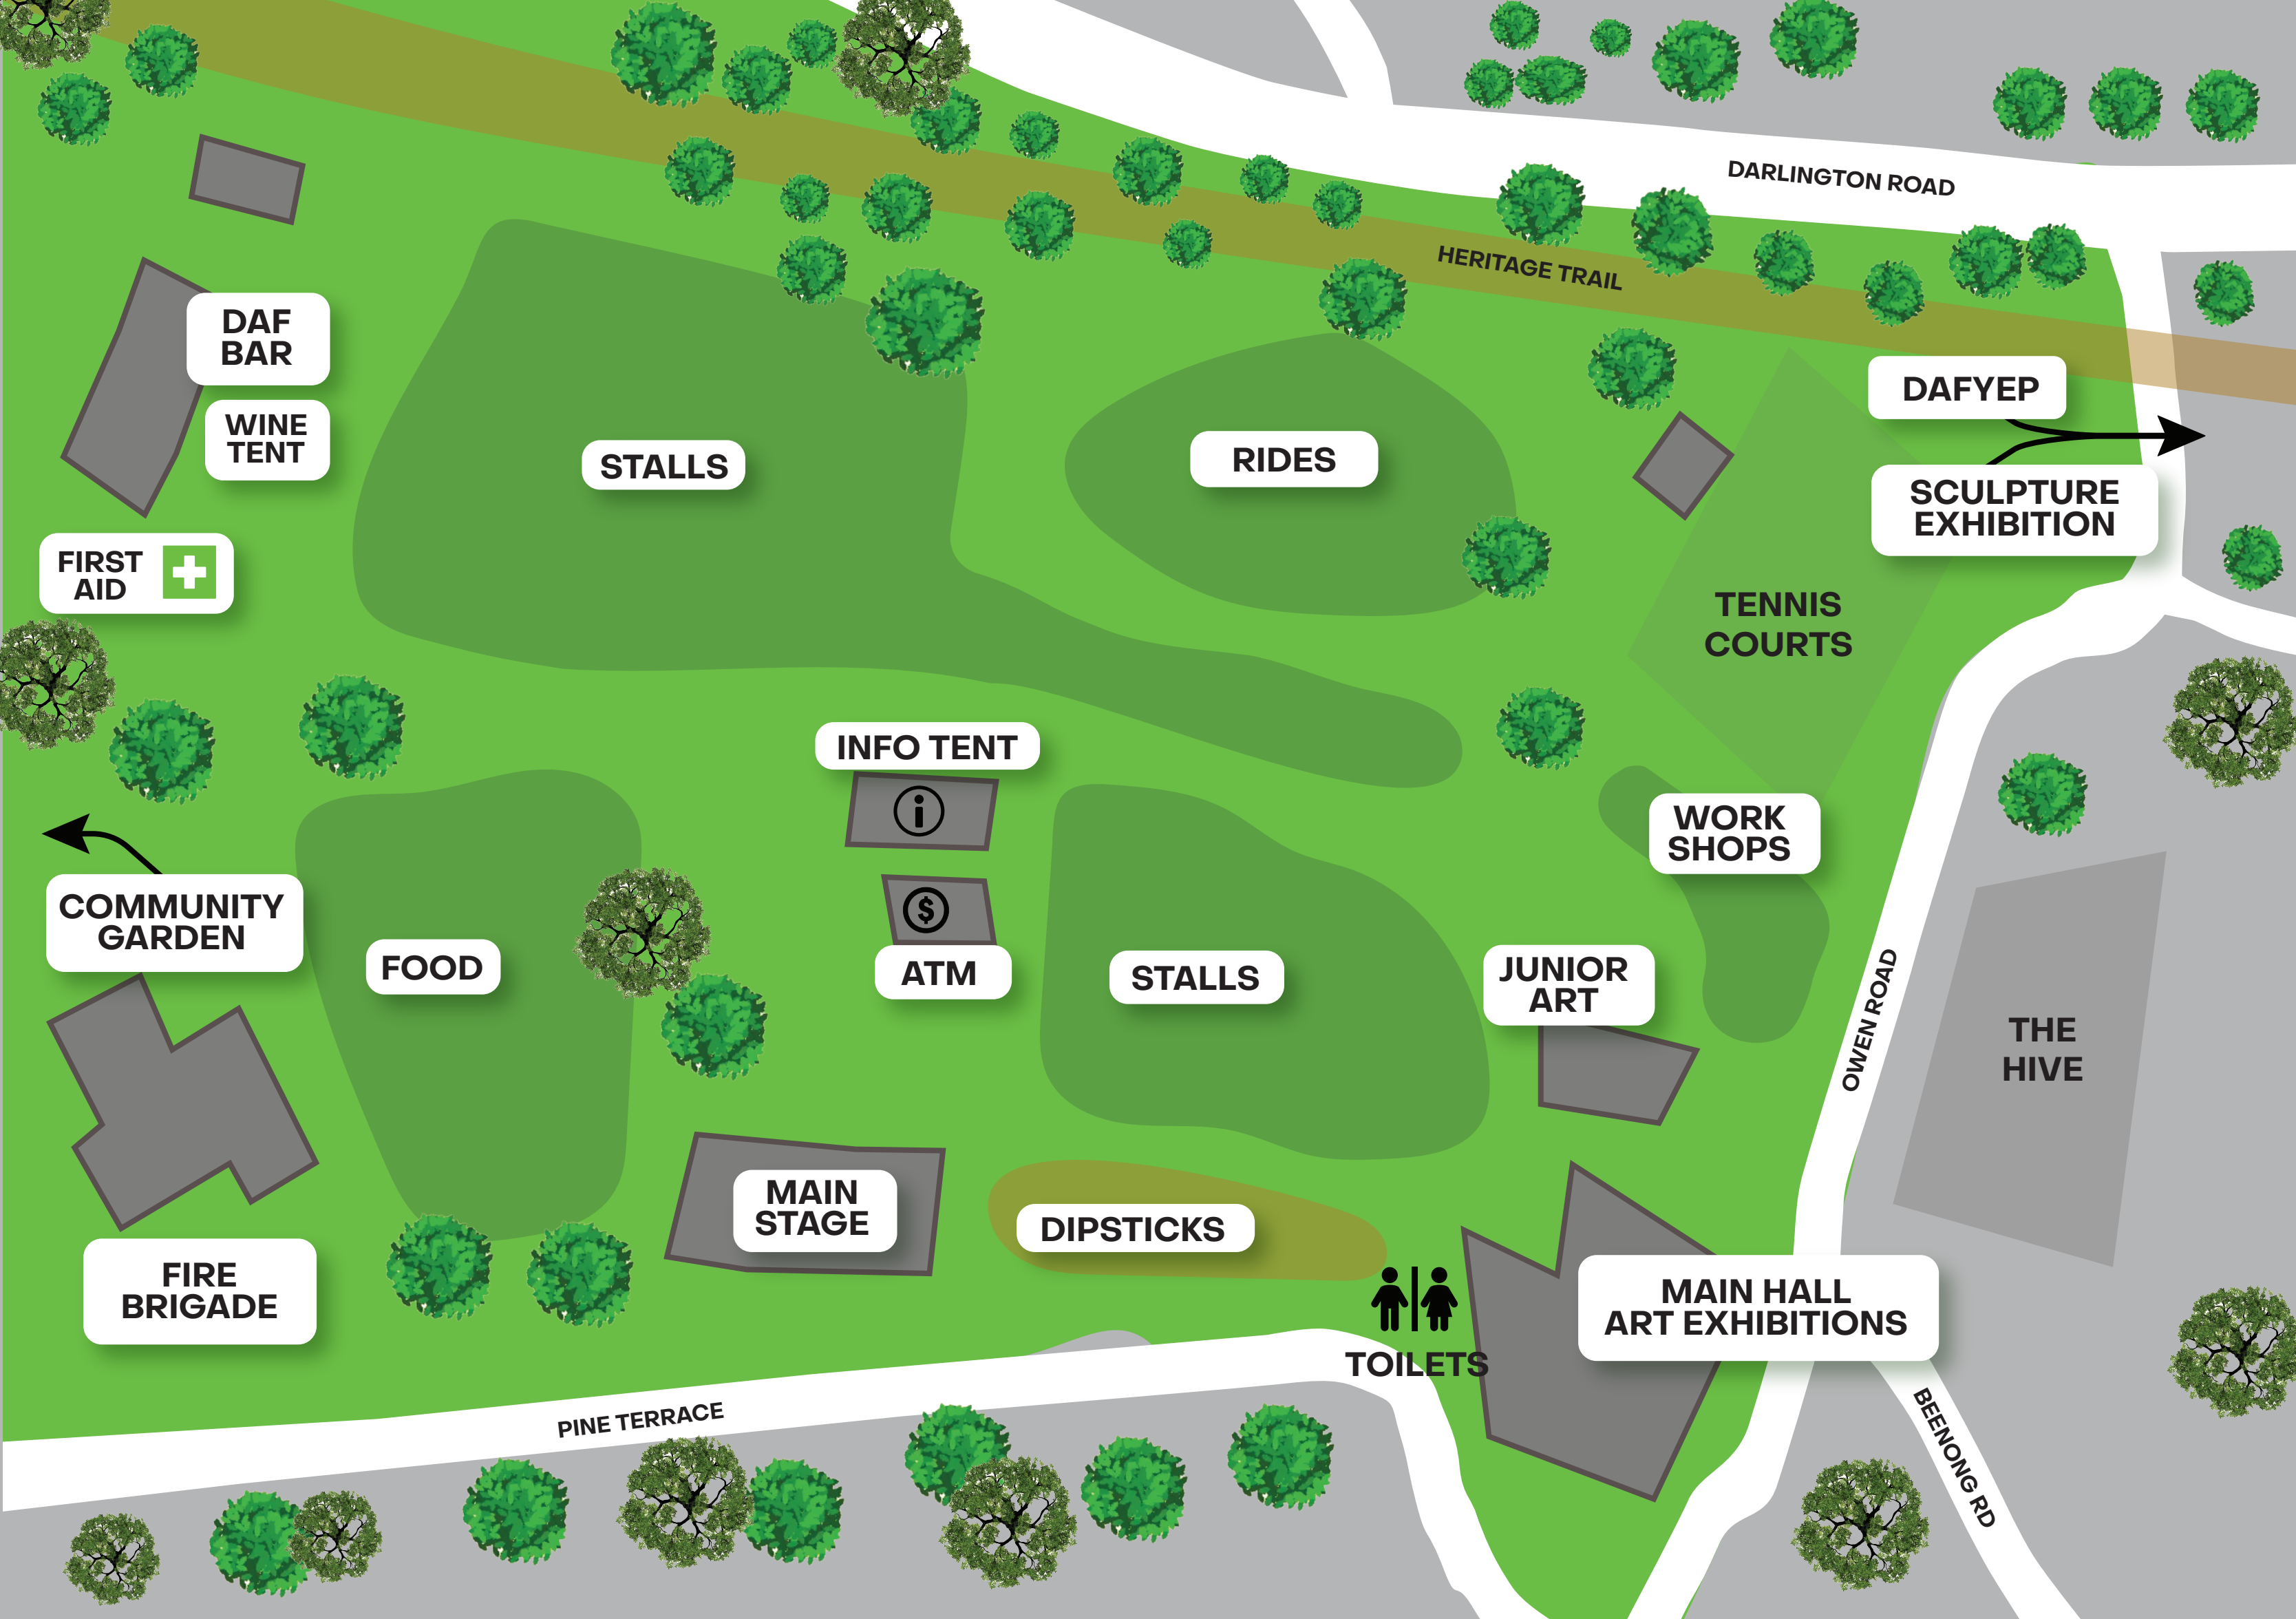 DARLINGTON ROAD
HERITAGE TRAIL
DAF
BAR
WINE
TENT
STALLS
RIDES
DAFYEP
SCULPTURE
EXHIBITION
FIRST
AID
TENNIS
COURTS
INFO TENT
i
WORK
SHOPS
COMMUNITY
GARDEN
FOOD
$
ATM
STALLS
JUNIOR
ART
OWEN ROAD
THE
HIVE
MAIN
STAGE
DIPSTICKS
FIRE
BRIGADE
MAIN HALL
ART EXHIBITIONS
TOILETS
PINE TERRACE
BEENONG RD